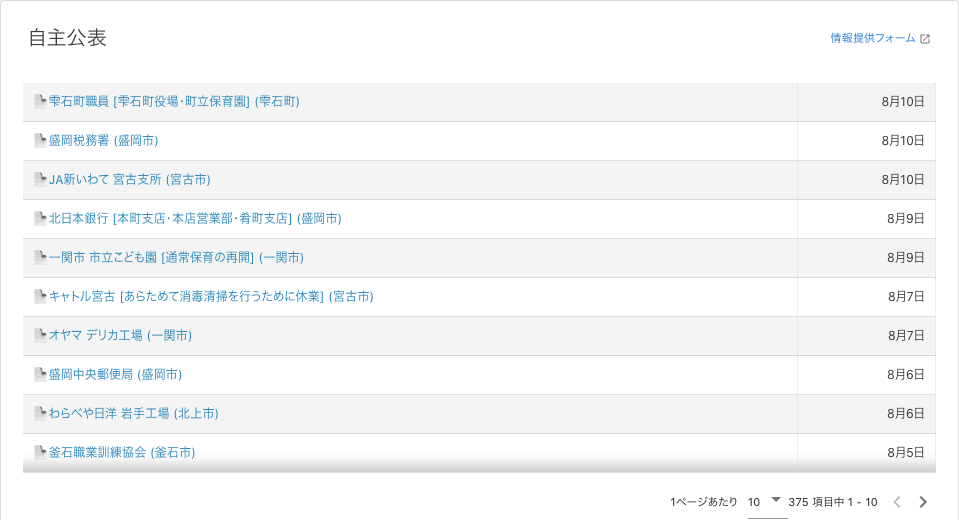 自主公表
情報提供フォーム
雫石町職員 [雫石町役場・町立保育園] (雫石町) 8月10日
盛岡税務署 (盛岡市) 8月10日
JA新いわて 宮古支所 (宮古市) 8月10日
北日本銀行 [本町支店・本店営業部・肴町支店] (盛岡市) 8月9日
一関市 市立こども園 [通常保育の再開] (一関市) 8月9日
キャトル宮古 [あらためて消毒清掃を行うために休業] (宮古市) 8月7日
オヤマ デリカ工場 (一関市) 8月7日
盛岡中央郵便局 (盛岡市) 8月6日
わらべや日洋 岩手工場 (北上市) 8月6日
釜石職業訓練協会 (釜石市) 8月5日
1ページあたり 10 375 項目中 1 - 10